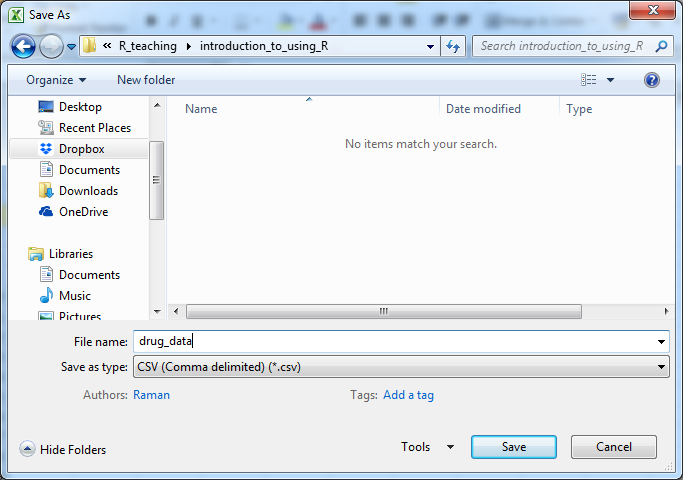 Save As
« R_teaching introduction_to_using_R Search introduction_to_using_R
Organize New folder
Name Date modified Type
No items match your search.
Desktop
Recent Places
Dropbox
Documents
Downloads
OneDrive
Libraries
Documents
Music
Pictures
File name: drug_data
Save as type: CSV (Comma delimited) (*.csv)
Authors: Raman Tags: Add a tag
Hide Folders Tools Save Cancel